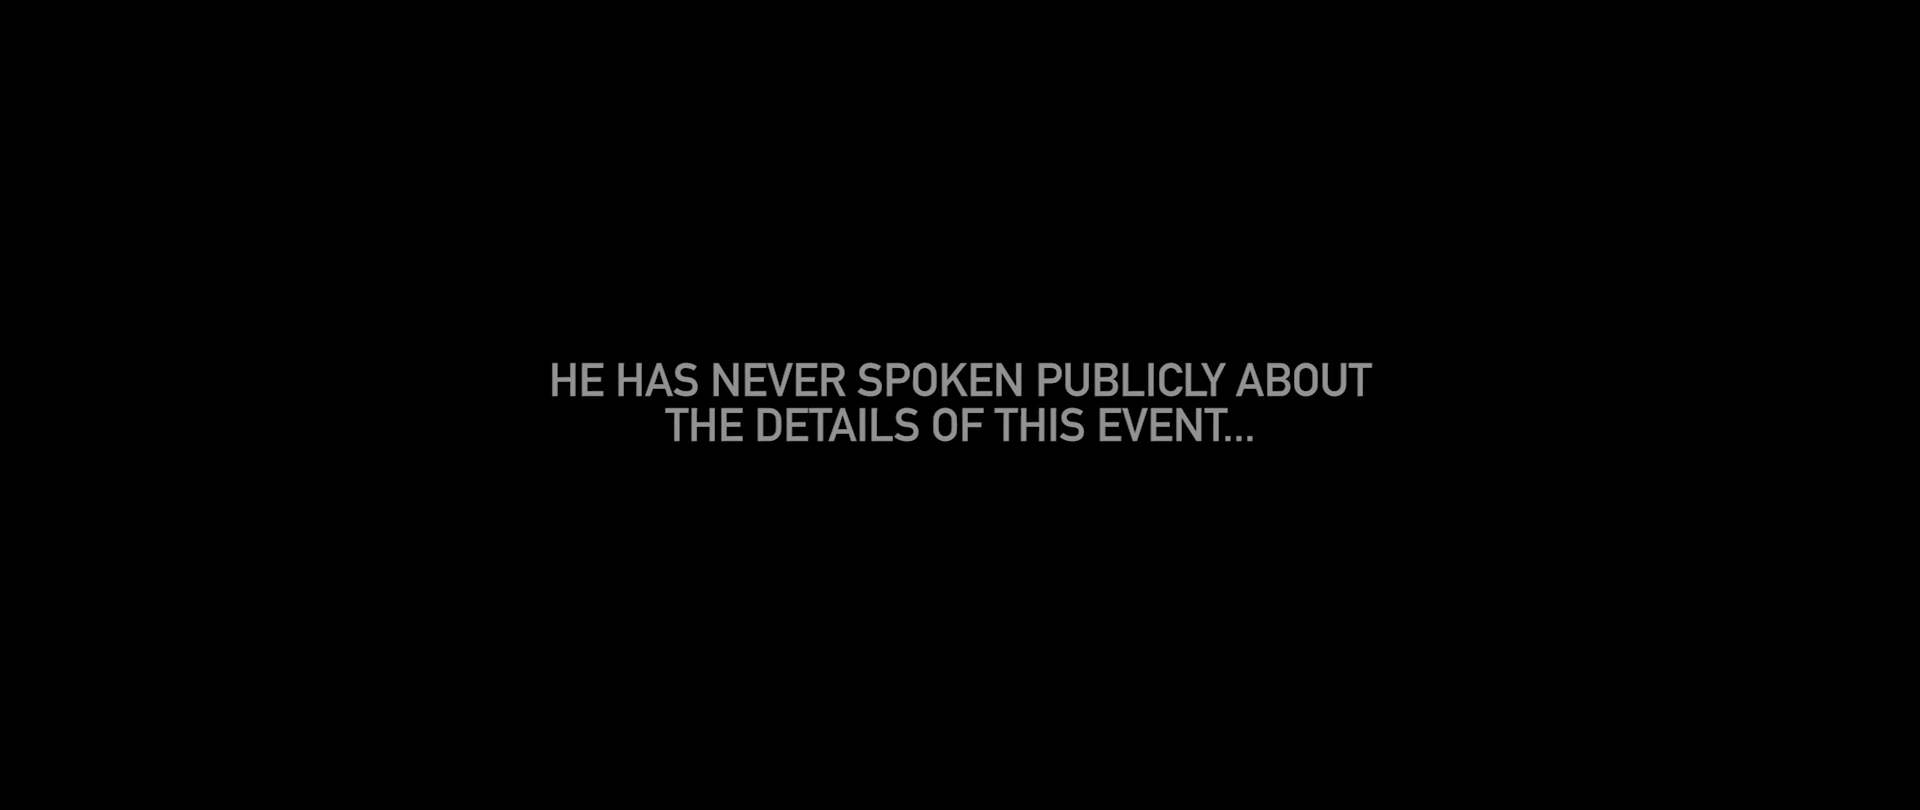 HE HAS NEVER SPOKEN PUBLICLY ABOUT
THE DETAILS OF THIS EVENT...